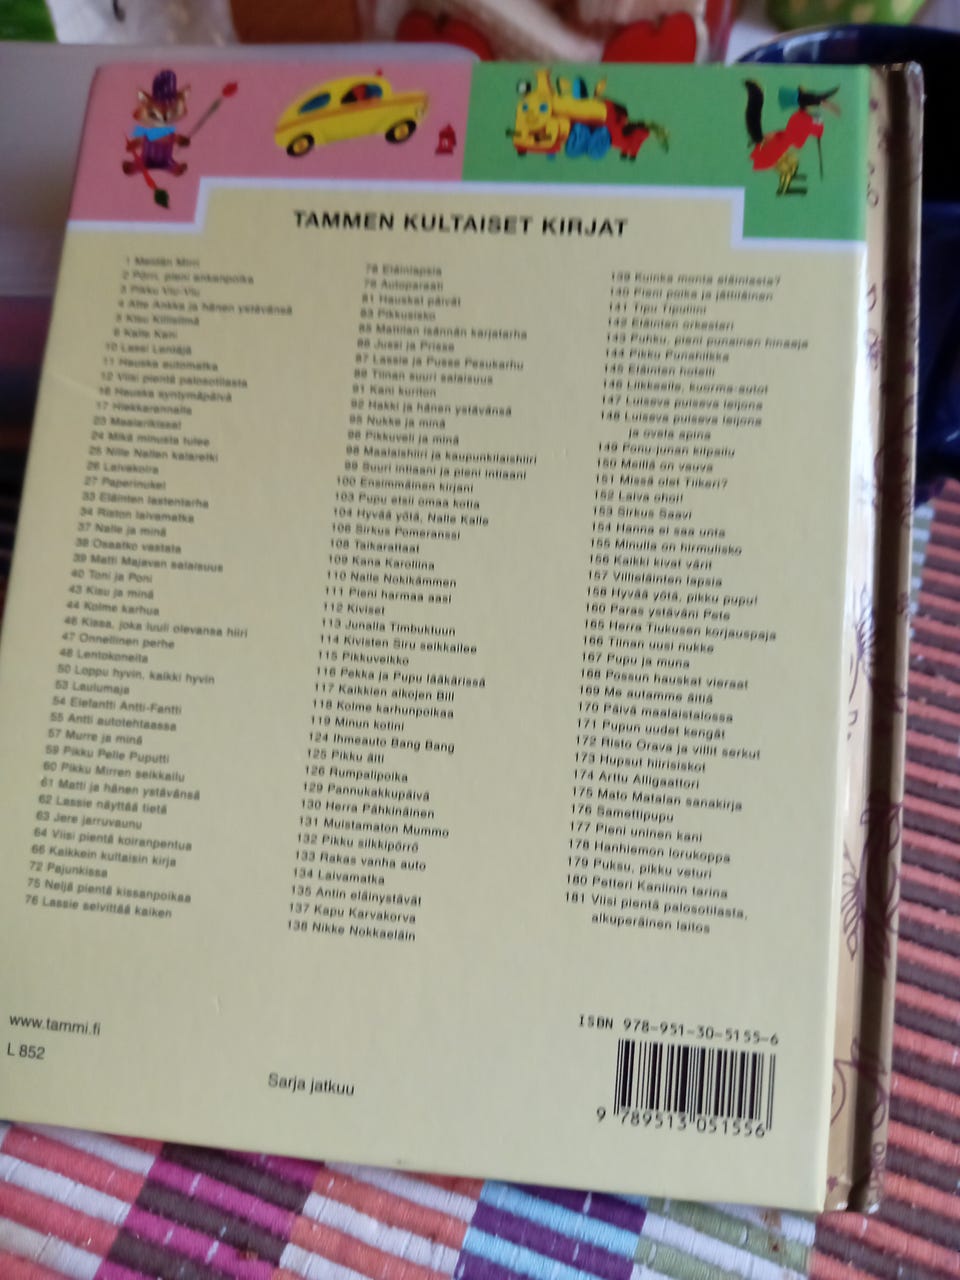 TAMMEN KULTAISET KIRJAT
1 Meidän Mirri
2 Pörri, pieni ankanpoika
3 Pikku Viu-Viu
4 Atte Ankka ja hänen ystävänsä
5 Kisu Kiilisilmä
6 Kalle Kani
10 Lassi Lentäjä
11 Hauska automatka
12 Viisi pientä palosotilasta
16 Hauska syntymäpäivä
17 Hiekkarannalla
23 Maalarikissat
24 Mikä minusta tulee
25 Nille Nallen kalaretki
26 Laivakoira
27 Paperinuket
33 Eläinten lastentarha
34 Riston laivamatka
37 Nalle ja minä
38 Osaatko vastata
39 Matti Majavan salaisuus
40 Toni ja Poni
43 Kisu ja minä
44 Kolme karhua
46 Kissa, joka luuli olevansa hiiri
47 Onnellinen perhe
48 Lentokoneita
50 Loppu hyvin, kaikki hyvin
53 Laulumaja
54 Elefantti Antti-Fantti
55 Antti autotehtaassa
57 Murre ja minä
59 Pikku Pelle Puputti
60 Pikku Mirren seikkailu
61 Matti ja hänen ystävänsä
62 Lassie näyttää tietä
63 Jere jarruvaunu
64 Viisi pientä koiranpentua
66 Kaikkein kultaisin kirja
72 Pajunkissa
75 Neljä pientä kissanpoikaa
76 Lassie selvittää kaiken
78 Eläinlapsia
79 Autoparaati
81 Hauskat päivät
83 Pikkusisko
85 Mattilan isännän karjatarha
86 Jussi ja Prisse
87 Lassie ja Pusse Pesukarhu
89 Tiinan suuri salaisuus
91 Kani kuriton
92 Hakki ja hänen ystävänsä
95 Nukke ja minä
96 Pikkuveli ja minä
98 Maalaishiiri ja kaupunkilaishiiri
99 Suuri intiaani ja pieni intiaani
100 Ensimmäinen kirjani
103 Pupu etsii omaa kotia
104 Hyvää yötä, Nalle Kalle
106 Sirkus Pomeranssi
108 Taikarattaat
109 Kana Karoliina
110 Nalle Nokikämmen
111 Pieni harmaa aasi
112 Kiviset
113 Junalla Timbuktuun
114 Kivisten Siru seikkailee
115 Pikkuveikko
116 Pekka ja Pupu lääkärissä
117 Kaikkien aikojen Bill
118 Kolme karhunpoikaa
119 Minun kotini
124 Ihmeauto Bang Bang
125 Pikku äiti
126 Rumpalipoika
129 Pannukakkupäivä
130 Herra Pähkinäinen
131 Muistamaton Mummo
132 Pikku silkkipörrö
133 Rakas vanha auto
134 Laivamatka
135 Antin eläinystävät
137 Kapu Karvakorva
138 Nikke Nokkaeläin
139 Kuinka monta eläintasta?
140 Pieni poika ja jättiläinen
141 Tipu Tipuliini
142 Eläinten orkesteri
143 Puhku, pieni punainen hinaaja
144 Pikku Punahilkka
145 Eläinten hotelli
146 Liikkeelle, kuorma-autot
147 Luiseva puiseva leijona
148 Luiseva puiseva leijona
ja ovela apina
149 Ponu-junan kilpailu
150 Meillä on vauva
151 Missä olet Tiikeri?
152 Laiva ohoi!
153 Sirkus Saavi
154 Hanna ei saa unta
155 Minulla on hirmulisko
156 Kaikki kivat värit
157 Villieläinten lapsia
158 Hyvää yötä, pikku pupu!
160 Paras ystäväni Pete
165 Herra Tiukusen korjauspaja
166 Tiinan uusi nukke
167 Pupu ja muna
168 Possun hauskat vieraat
169 Me autamme äitiä
170 Päivä maalaistalossa
171 Pupun uudet kengät
172 Risto Orava ja villit serkut
173 Hupsut hiirisiskot
174 Arttu Alligaattori
175 Mato Matalan sanakirja
176 Samettipupu
177 Pieni uninen kani
178 Hanhiemon lorukoppa
179 Puksu, pikku veturi
180 Petteri Kaniinin tarina
181 Viisi pientä palosotilasta,
alkuperäinen laitos
www.tammi.fi
L 852
Sarja jatkuu
ISBN 978-951-30-5155-6
9 789513 051556